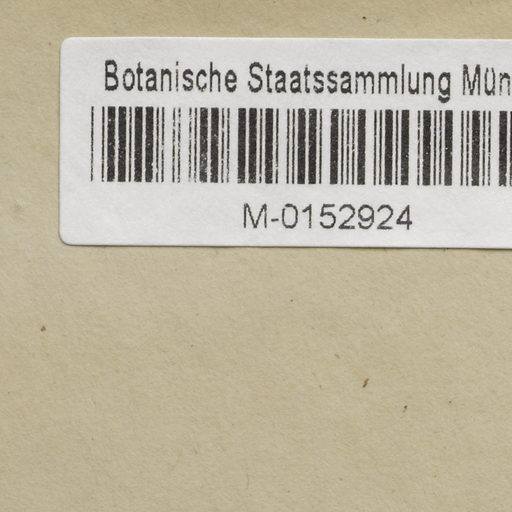 Botanische Staatssammlung Mün
M-0152924